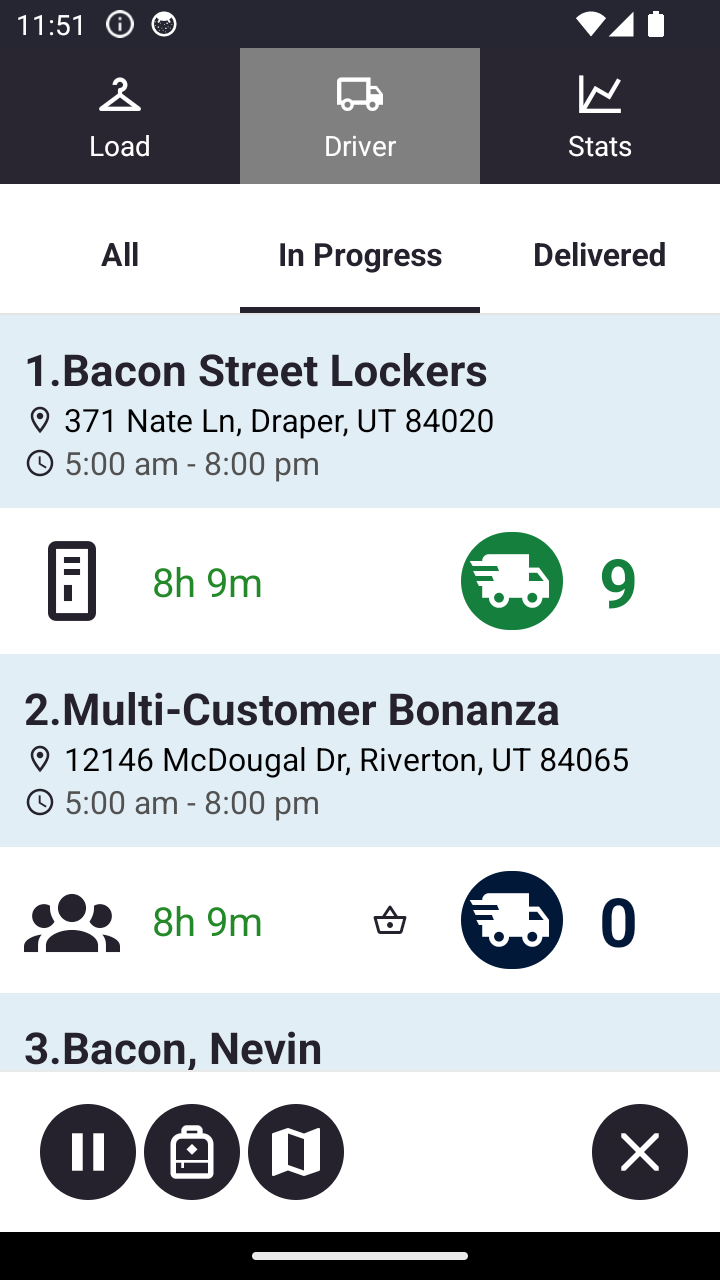 11:51
Load Driver Stats
All In Progress Delivered
1.Bacon Street Lockers
371 Nate Ln, Draper, UT 84020
5:00 am - 8:00 pm
8h 9m 9
2.Multi-Customer Bonanza
12146 McDougal Dr, Riverton, UT 84065
5:00 am - 8:00 pm
8h 9m 0
3.Bacon, Nevin